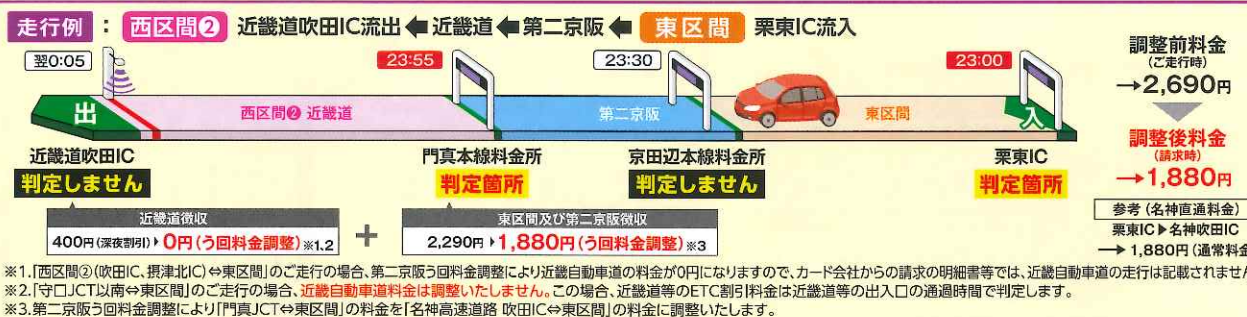 走行例 : 西区間❷ 近畿道吹田IC流出⬅近畿道⬅第二京阪⬅東区間 栗東IC流入
翌0:05
23:55
23:30
23:00
出
西区間❷ 近畿道
第二京阪
東区間
入
近畿道吹田IC
判定しません
門真本線料金所
判定箇所
京田辺本線料金所
判定しません
栗東IC
判定箇所
近畿道徴収
400円(深夜割引)▶0円(う回料金調整)※1.2
+
東区間及び第二京阪徴収
2,290円▶1,880円(う回料金調整)※3
調整前料金
(ご走行時)
→2,690円
調整後料金
(請求時)
→1,880円
参考(名神直通料金)
栗東IC▶名神吹田IC
→ 1,880円(通常料金
※1.「西区間②(吹田IC、摂津北IC)⇔東区間」のご走行の場合、第二京阪う回料金調整により近畿自動車道の料金が0円になりますので、カード会社からの請求の明細書等では、近畿自動車道の走行は記載されません
※2.「守口JCT以南⇔東区間」のご走行の場合、近畿自動車道料金は調整いたしません。この場合、近畿道等のETC割引料金は近畿道等の出入口の通過時間で判定します。
※3.第二京阪う回料金調整により「門真JCT⇔東区間」の料金を「名神高速道路 吹田IC⇔東区間」の料金に調整いたします。